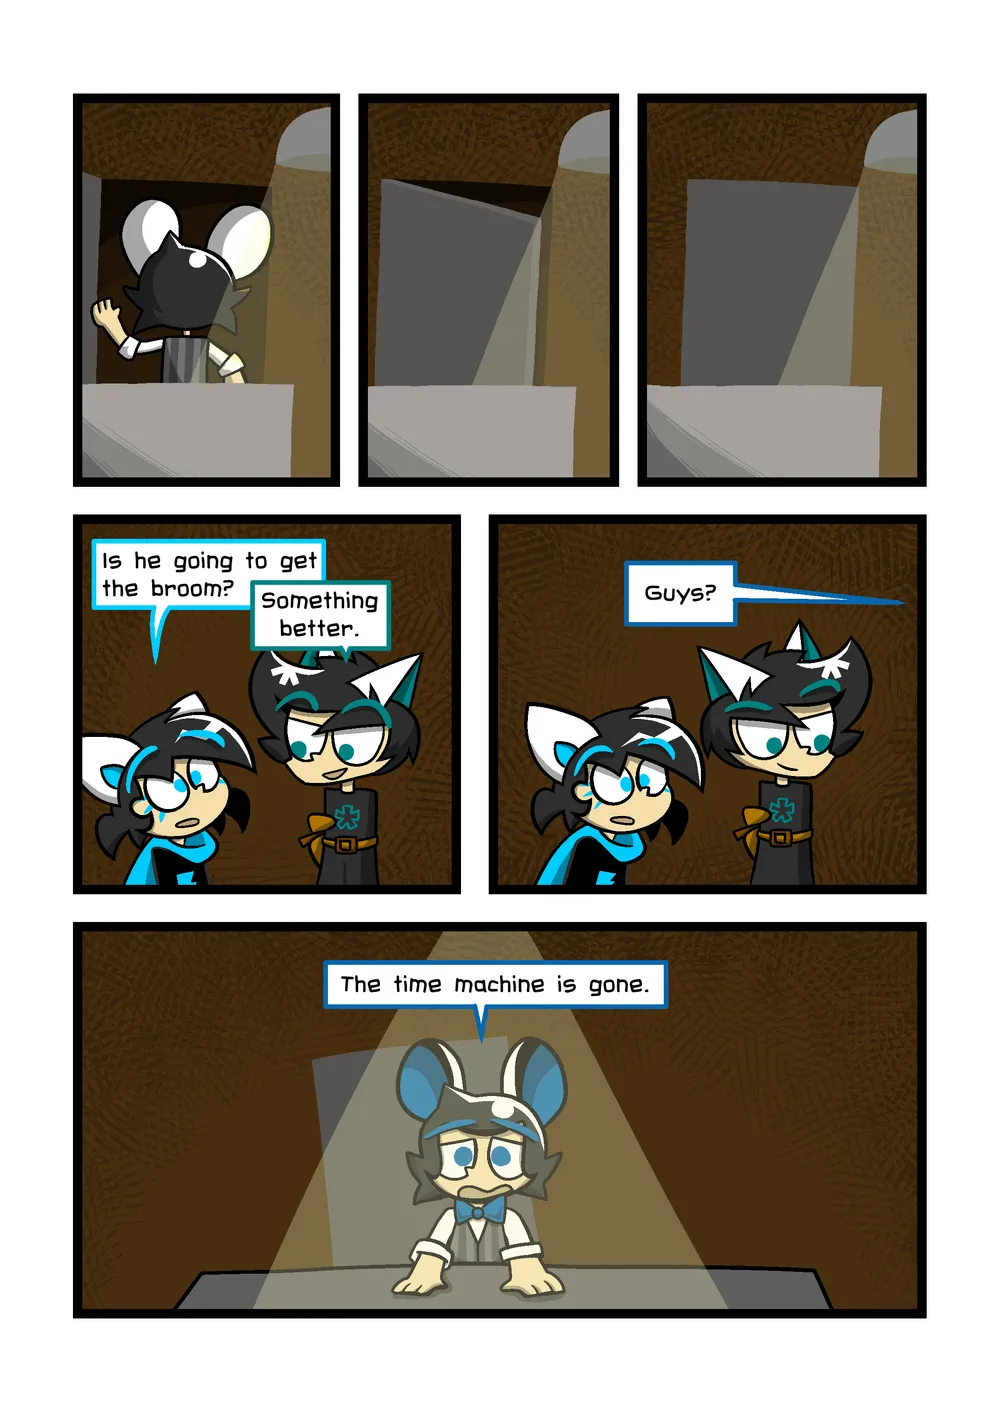 Is he going to get
the broom?
Something
better.
Guys?
The time machine is gone.